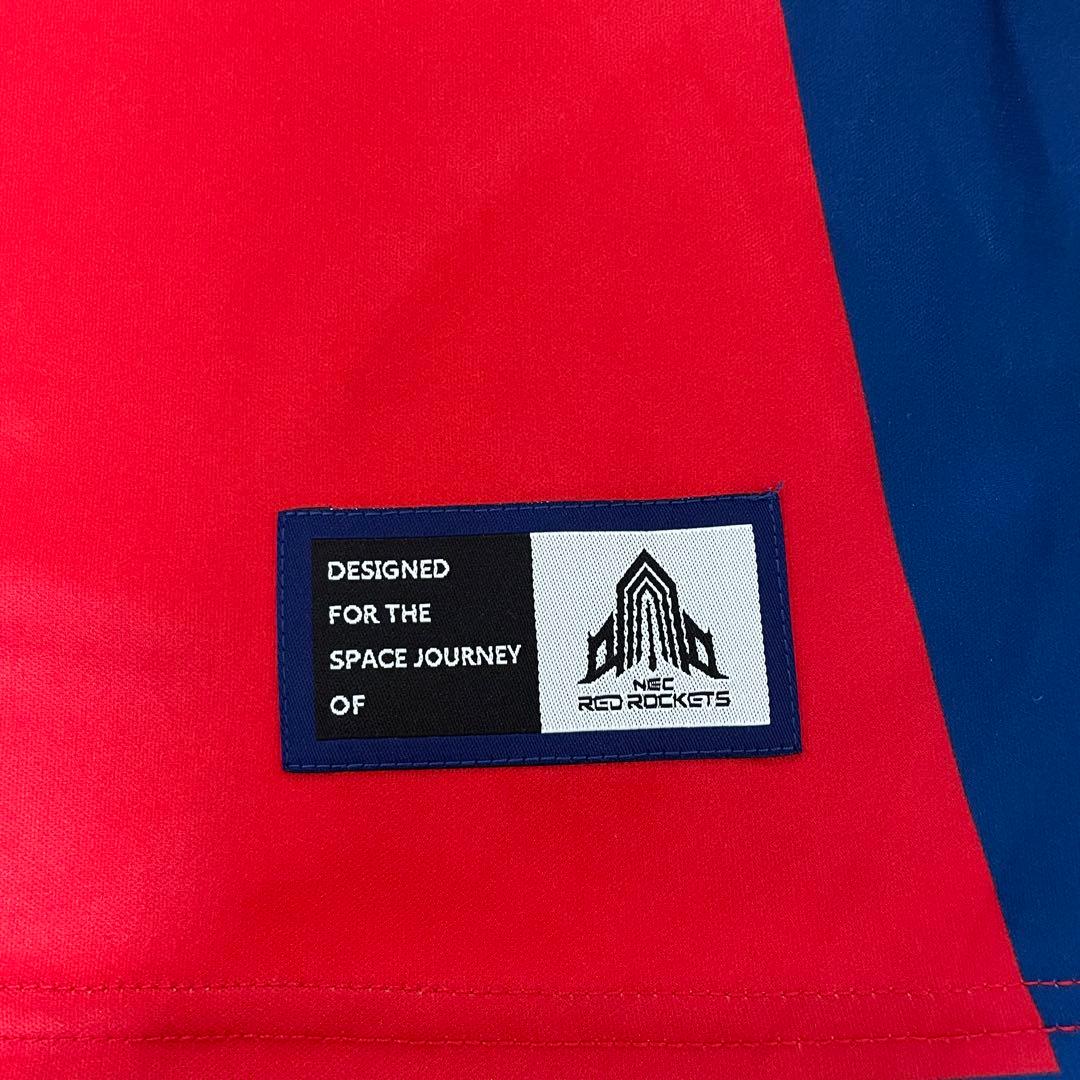 DESIGNED
FOR THE
SPACE JOURNEY
OF
NEC
RED ROCKETS